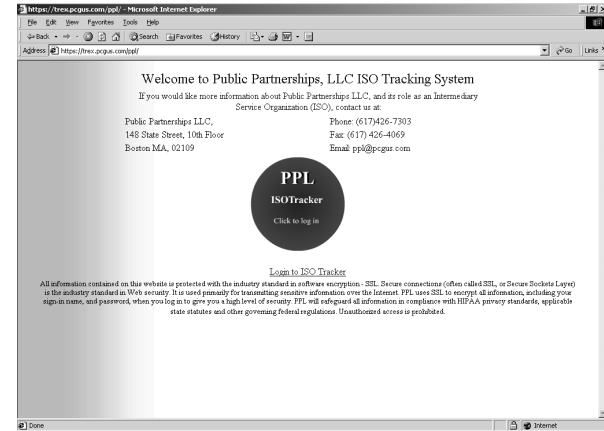 https://trex.pcgus.com/ppl/ - Microsoft Internet Explorer
File Edit View Favorites Tools Help
Back Search Favorites History
Address https://trex.pcgus.com/ppl/ Go Links
Welcome to Public Partnerships, LLC ISO Tracking System
If you would like more information about Public Partnerships LLC, and its role as an Intermediary
Service Organization (ISO), contact us at:
Public Partnerships LLC, Phone: (617)426-7303
148 State Street, 10th Floor Fax: (617) 426-4069
Boston MA, 02109 Email: ppl@pcgus.com
PPL
ISOTracker
Click to log in
Login to ISO Tracker
All information contained on this website is protected with the industry standard in software encryption - SSL. Secure connections (often called SSL, or Secure Sockets Layer)
is the industry standard in Web security. It is used primarily for transmitting sensitive information over the Internet. PPL uses SSL to encrypt all information, including your
sign-in name, and password, when you log in to give you a high level of security. PPL will safeguard all information in compliance with HIPAA privacy standards, applicable
state statutes and other governing federal regulations. Unauthorized access is prohibited.
Done Internet